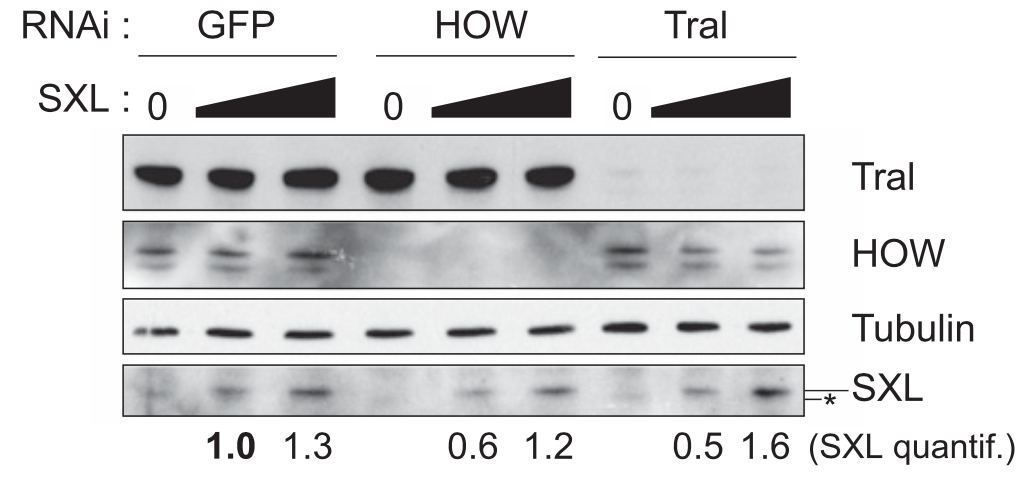 RNAi : GFP HOW Tral
SXL : 0 0 0
Tral
HOW
Tubulin
SXL
*
1.0 1.3 0.6 1.2 0.5 1.6 (SXL quantif.)